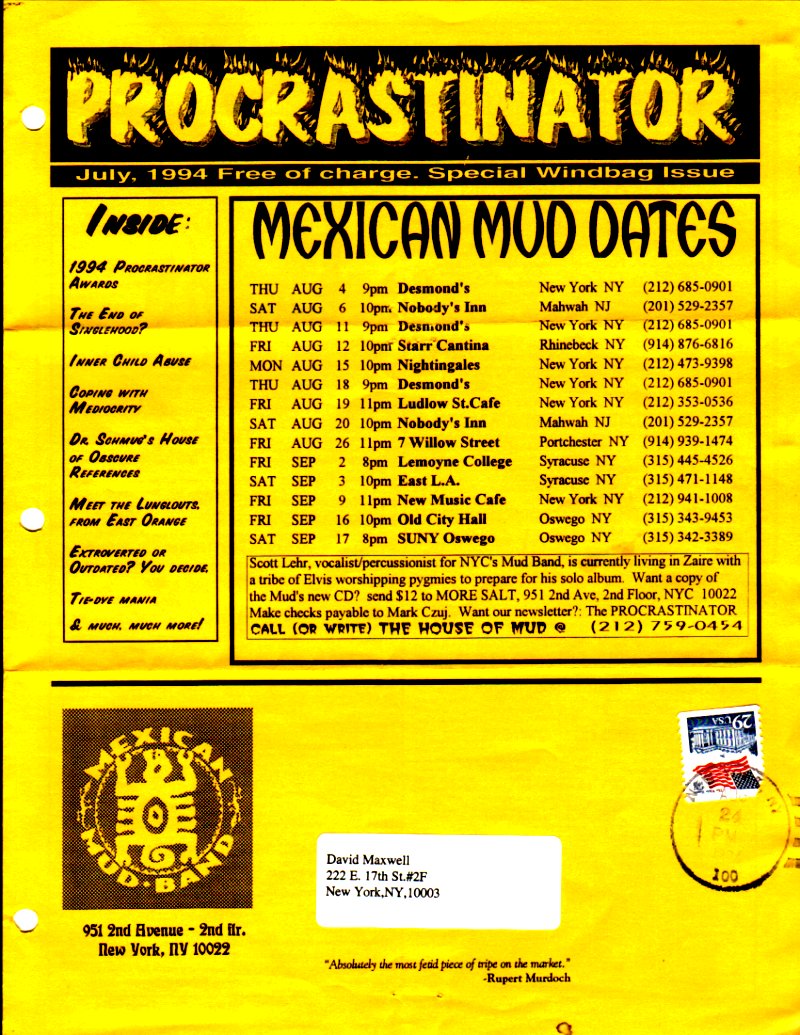 PROCRASTINATOR
July, 1994 Free of charge. Special Windbag Issue
INSIDE:
1994 PROCRASTINATOR
AWARDS
THE END OF
SINGLEHOOD?
INNER CHILD ABUSE
COPING WITH
MEDIOCRITY
DR. SCHMUG'S HOUSE
OF OBSCURE
REFERENCES
MEET THE LUNGLOUTS,
FROM EAST ORANGE
EXTROVERTED OR
OUTDATED? YOU DECIDE.
TIE-DYE MANIA
& MUCH, MUCH MORE!
MEXICAN MUD DATES
THU AUG 4 9pm Desmond's New York NY (212) 685-0901
SAT AUG 6 10pm Nobody's Inn Mahwah NJ (201) 529-2357
THU AUG 11 9pm Desmond's New York NY (212) 685-0901
FRI AUG 12 10pm Starr Cantina Rhinebeck NY (914) 876-6816
MON AUG 15 10pm Nightingales New York NY (212) 473-9398
THU AUG 18 9pm Desmond's New York NY (212) 685-0901
FRI AUG 19 11pm Ludlow St.Cafe New York NY (212) 353-0536
SAT AUG 20 10pm Nobody's Inn Mahwah NJ (201) 529-2357
FRI AUG 26 11pm 7 Willow Street Portchester NY (914) 939-1474
FRI SEP 2 8pm Lemoyne College Syracuse NY (315) 445-4526
SAT SEP 3 10pm East L.A. Syracuse NY (315) 471-1148
FRI SEP 9 11pm New Music Cafe New York NY (212) 941-1008
FRI SEP 16 10pm Old City Hall Oswego NY (315) 343-9453
SAT SEP 17 8pm SUNY Oswego Oswego NY (315) 342-3389
Scott Lehr, vocalist/percussionist for NYC's Mud Band, is currently living in Zaire with
a tribe of Elvis worshipping pygmies to prepare for his solo album. Want a copy of
the Mud's new CD? send $12 to MORE SALT, 951 2nd Ave, 2nd Floor, NYC 10022
Make checks payable to Mark Czuj. Want our newsletter?: The PROCRASTINATOR
CALL (OR WRITE) THE HOUSE OF MUD @ (212) 759-0454
MEXICAN
MUD·BAND
951 2nd Avenue - 2nd flr.
New York, NY 10022
29 USA
24
PM
100
David Maxwell
222 E. 17th St.#2F
New York,NY,10003
"Absolutely the most fetid piece of tripe on the market."
-Rupert Murdoch